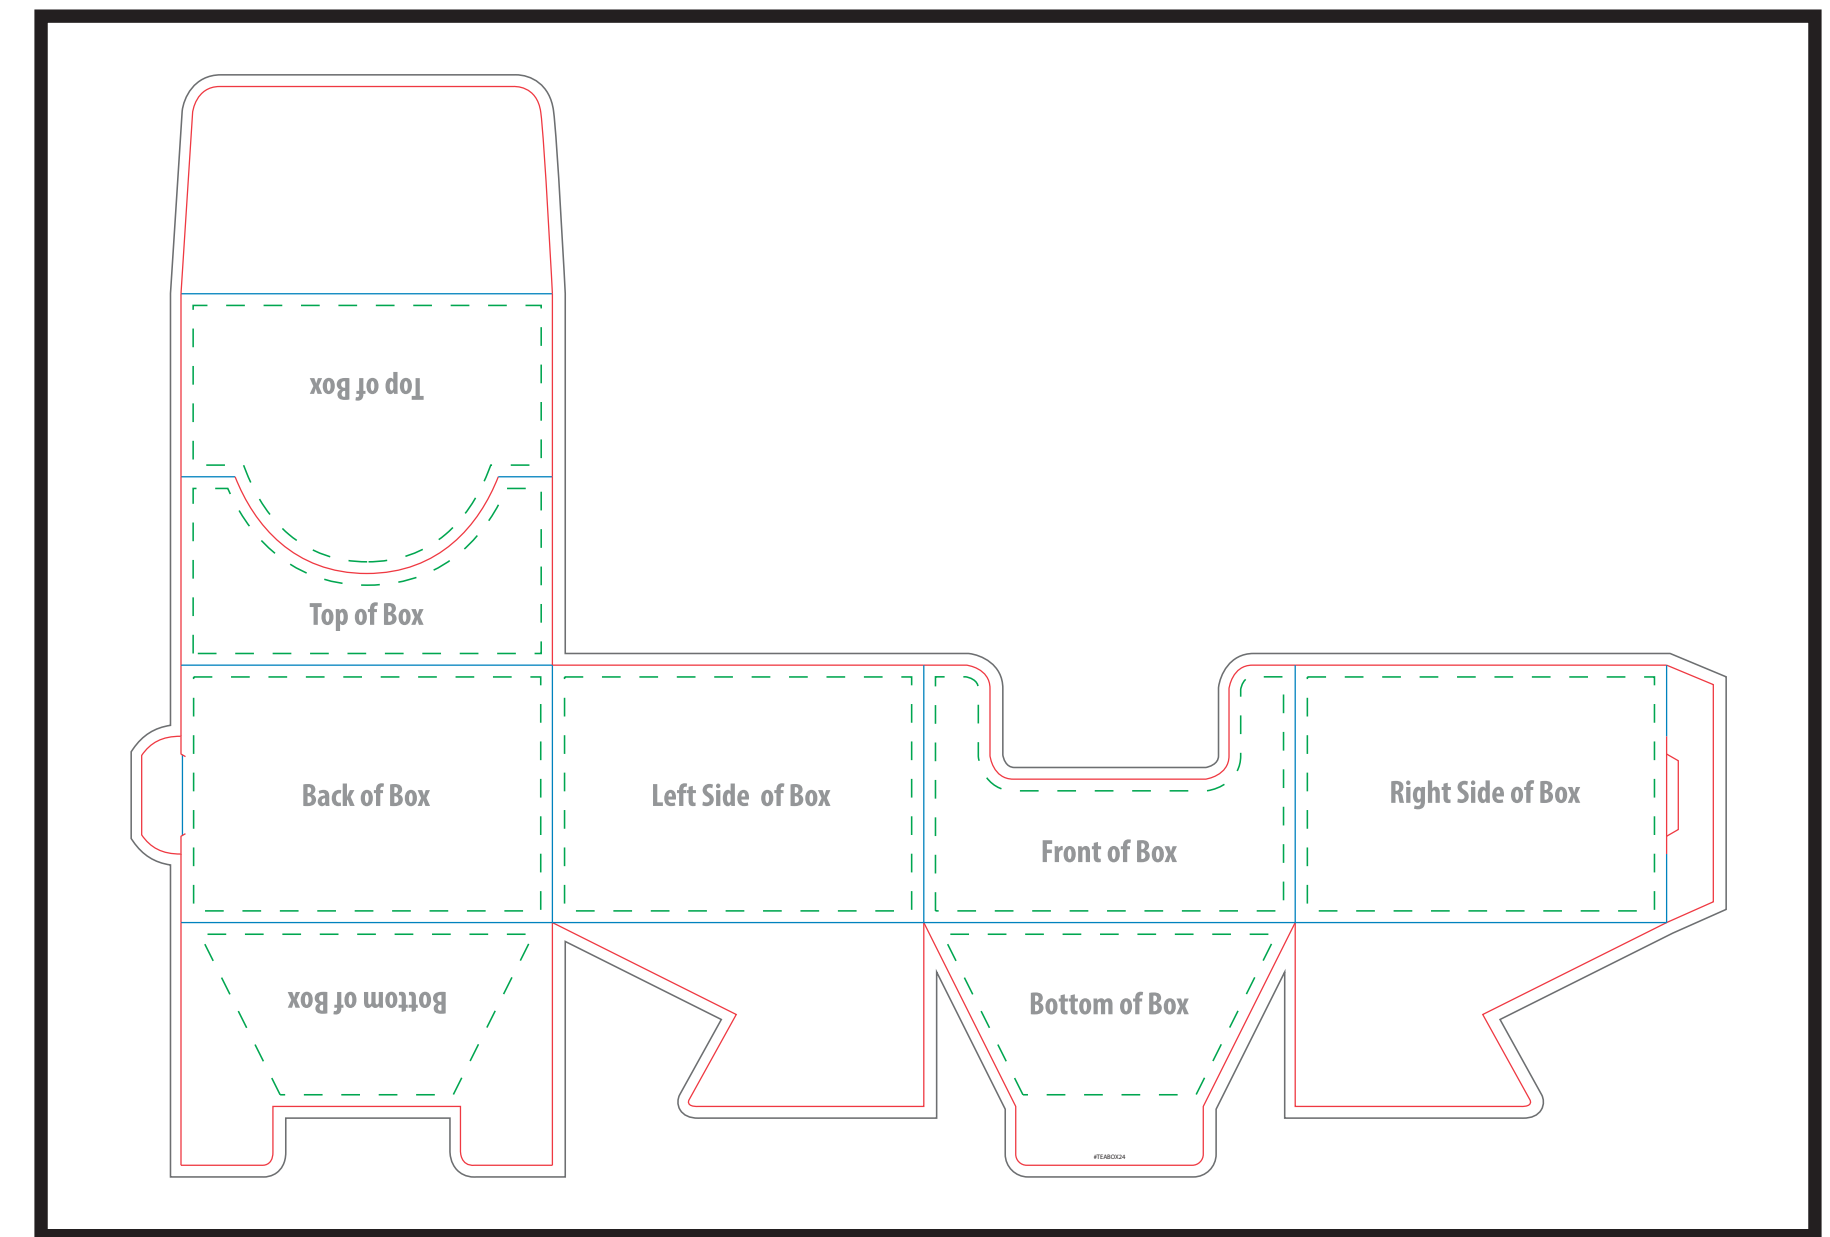 Top of Box
Top of Box
Back of Box
Left Side of Box
Front of Box
Right Side of Box
Bottom of Box
Bottom of Box
#TEABOX24